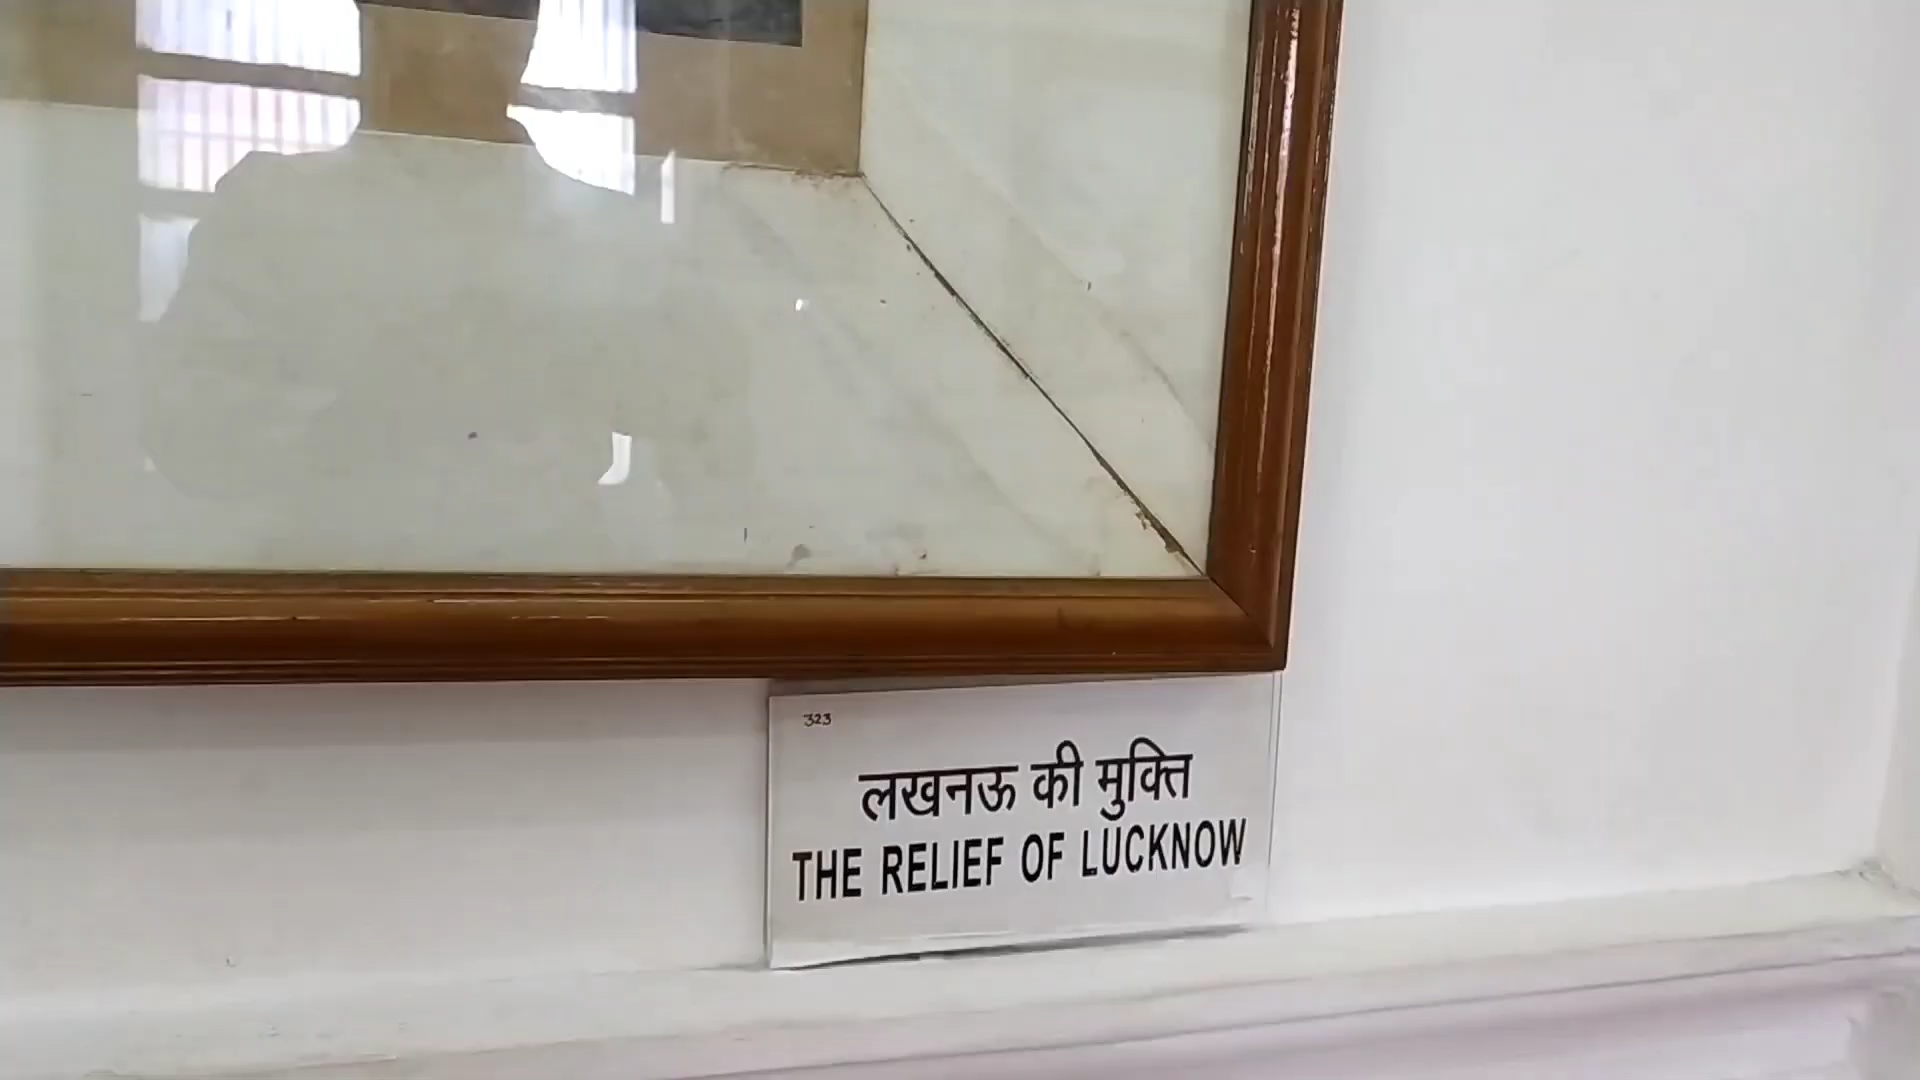 323
लखनऊ की मुक्ति
THE RELIEF OF LUCKNOW